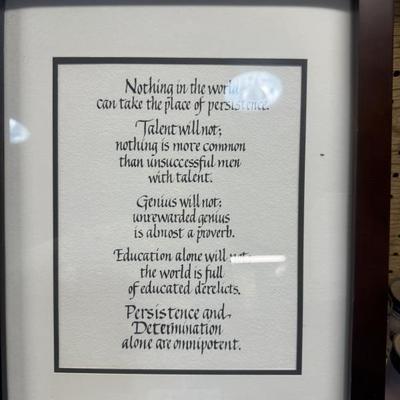 Nothing in the world
can take the place of persistence.
Talent will not;
nothing is more common
than unsuccessful men
with talent.
Genius will not;
unrewarded genius
is almost a proverb.
Education alone will not;
the world is full
of educated derelicts.
Persistence and
Determination
alone are omnipotent.